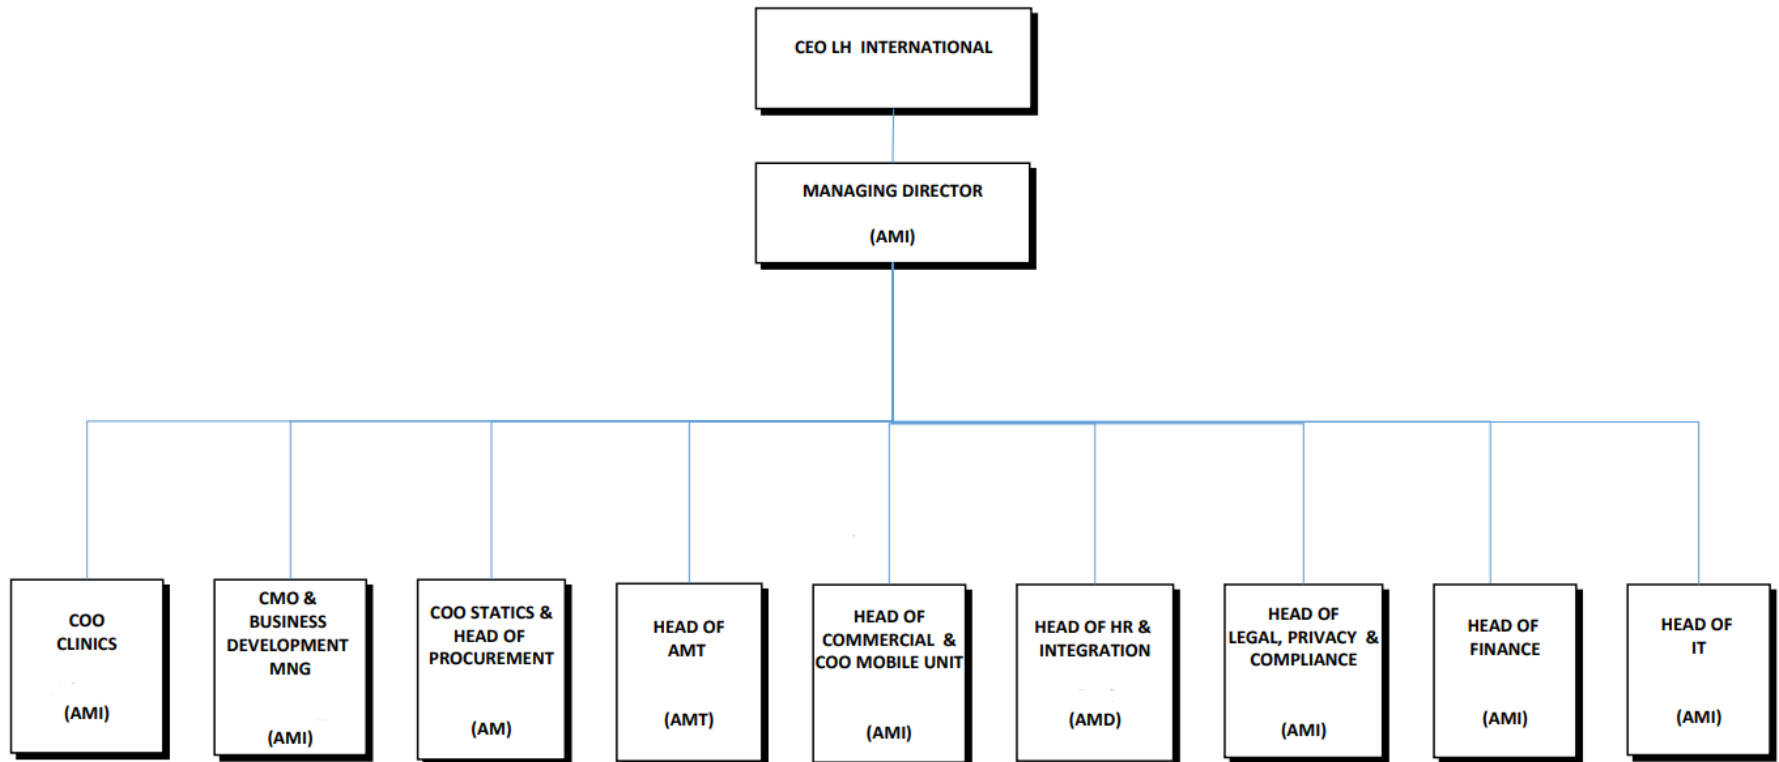 CEO LH INTERNATIONAL
MANAGING DIRECTOR
(AMI)
COO
CLINICS
(AMI)
CMO &
BUSINESS
DEVELOPMENT
MNG
(AMI)
COO STATICS &
HEAD OF
PROCUREMENT
(AM)
HEAD OF
AMT
(AMT)
HEAD OF
COMMERCIAL &
COO MOBILE UNIT
(AMI)
HEAD OF HR &
INTEGRATION
(AMD)
HEAD OF
LEGAL, PRIVACY &
COMPLIANCE
(AMI)
HEAD OF
FINANCE
(AMI)
HEAD OF
IT
(AMI)